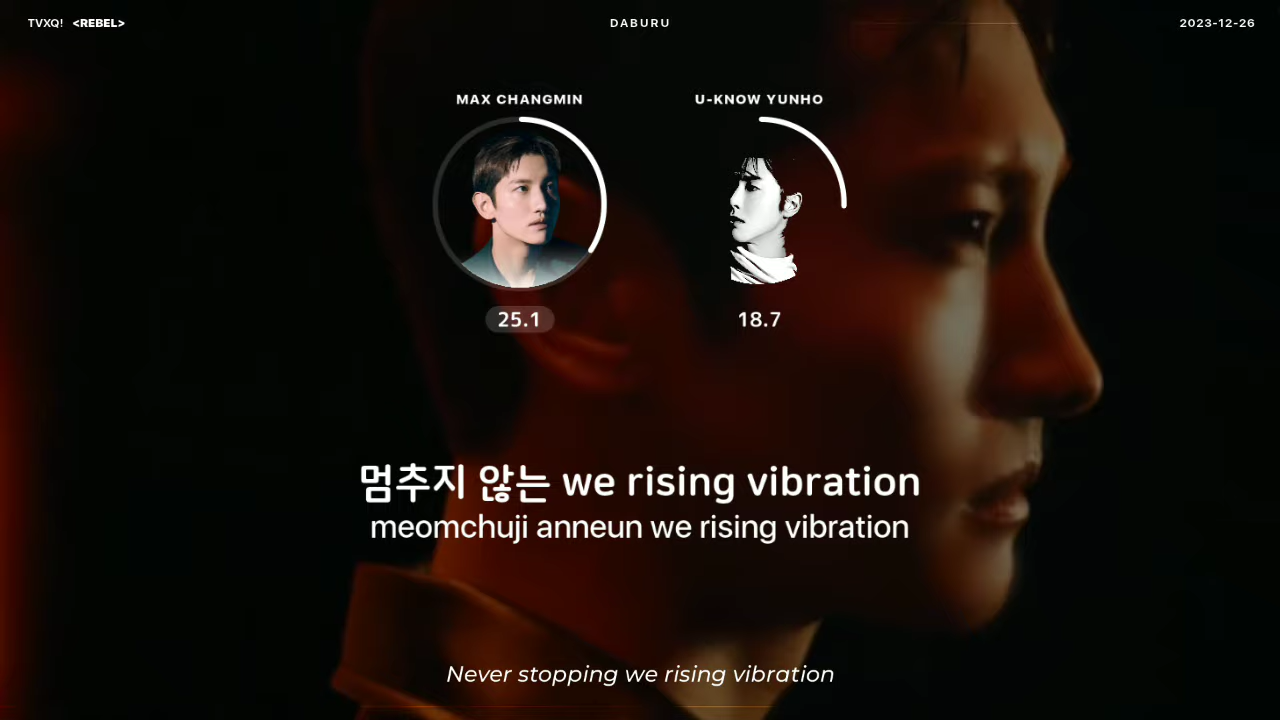 TVXQ! <REBEL>
DABURU
2023-12-26
MAX CHANGMIN
U-KNOW YUNHO
25.1
18.7
멈추지 않는 we rising vibration
meomchuji anneun we rising vibration
Never stopping we rising vibration